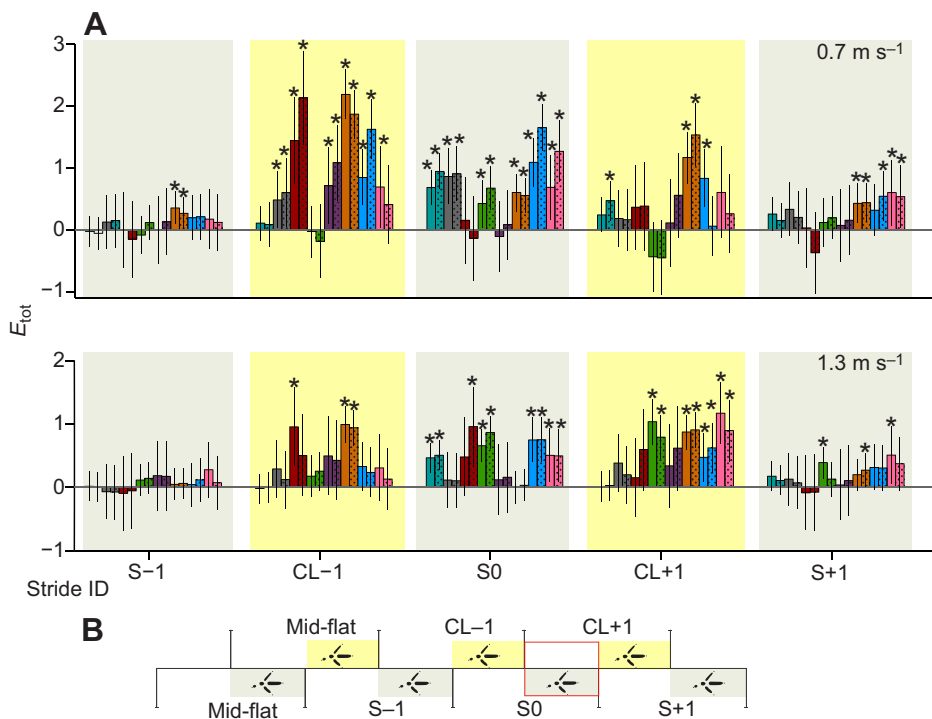 A
3
2
1
0
−1
0.7 m s⁻¹
E_tot
2
1
0
−1
1.3 m s⁻¹
Stride ID
S−1 CL−1 S0 CL+1 S+1
B
Mid-flat CL−1 CL+1
Mid-flat S−1 S0 S+1